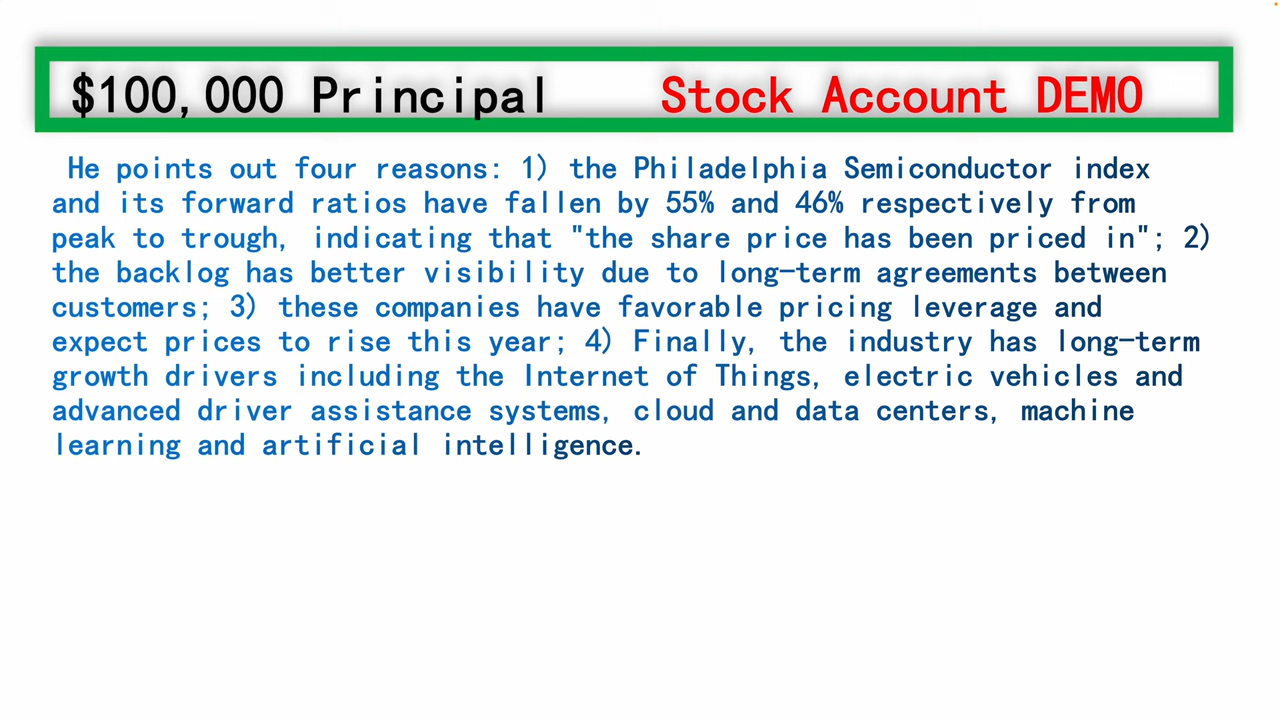 $100,000 Principal Stock Account DEMO
He points out four reasons: 1) the Philadelphia Semiconductor index
and its forward ratios have fallen by 55% and 46% respectively from
peak to trough, indicating that "the share price has been priced in"; 2)
the backlog has better visibility due to long-term agreements between
customers; 3) these companies have favorable pricing leverage and
expect prices to rise this year; 4) Finally, the industry has long-term
growth drivers including the Internet of Things, electric vehicles and
advanced driver assistance systems, cloud and data centers, machine
learning and artificial intelligence.